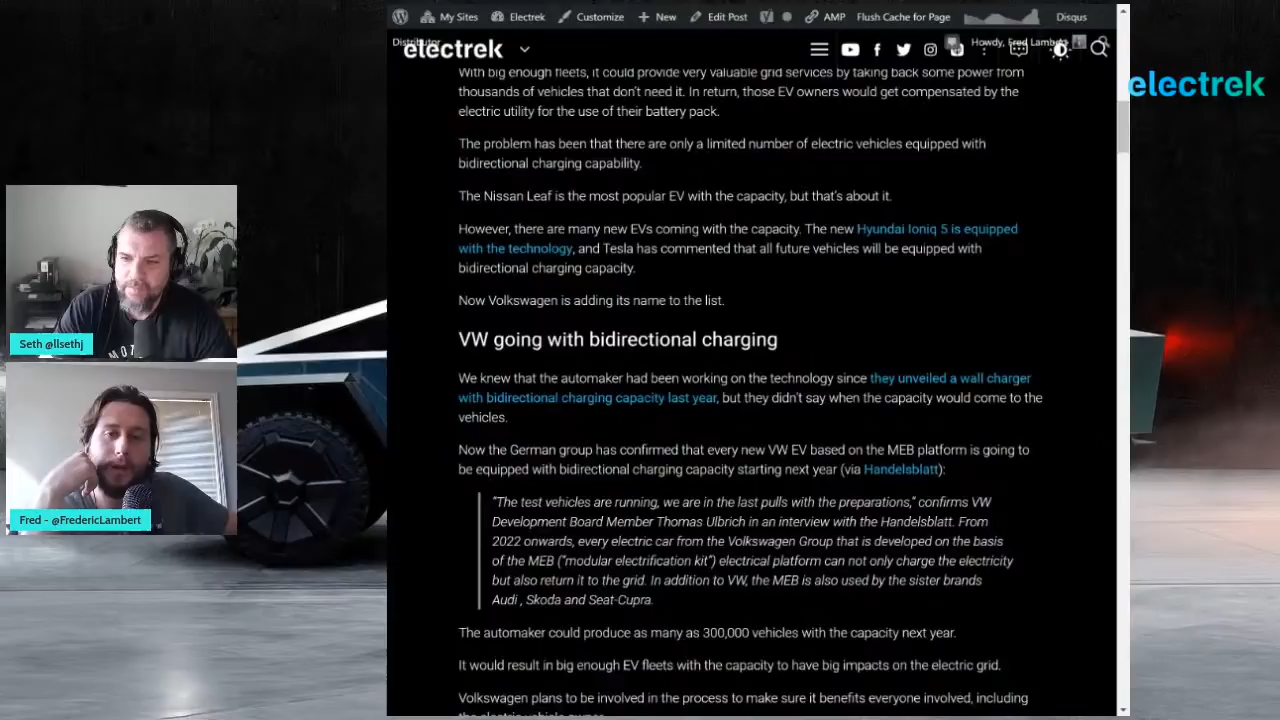 My Sites
Electrek
Customize
New
Edit Post
AMP
Flush Cache for Page
Disqus
Howdy, Fred Lambert
electrek
electrek
With big enough fleets, it could provide very valuable grid services by taking back some power from
thousands of vehicles that don't need it. In return, those EV owners would get compensated by the
electric utility for the use of their battery pack.
The problem has been that there are only a limited number of electric vehicles equipped with
bidirectional charging capability.
The Nissan Leaf is the most popular EV with the capacity, but that's about it.
However, there are many new EVs coming with the capacity. The new Hyundai Ioniq 5 is equipped
with the technology, and Tesla has commented that all future vehicles will be equipped with
bidirectional charging capacity.
Now Volkswagen is adding its name to the list.
VW going with bidirectional charging
We knew that the automaker had been working on the technology since they unveiled a wall charger
with bidirectional charging capacity last year, but they didn't say when the capacity would come to the
vehicles.
Now the German group has confirmed that every new VW EV based on the MEB platform is going to
be equipped with bidirectional charging capacity starting next year (via Handelsblatt):
"The test vehicles are running, we are in the last pulls with the preparations," confirms VW
Development Board Member Thomas Ulbrich in an interview with the Handelsblatt. From
2022 onwards, every electric car from the Volkswagen Group that is developed on the basis
of the MEB ("modular electrification kit") electrical platform can not only charge the electricity
but also return it to the grid. In addition to VW, the MEB is also used by the sister brands
Audi , Skoda and Seat-Cupra.
The automaker could produce as many as 300,000 vehicles with the capacity next year.
It would result in big enough EV fleets with the capacity to have big impacts on the electric grid.
Volkswagen plans to be involved in the process to make sure it benefits everyone involved, including
the electric vehicle owner
Seth @llsethj
Fred - @FredericLambert